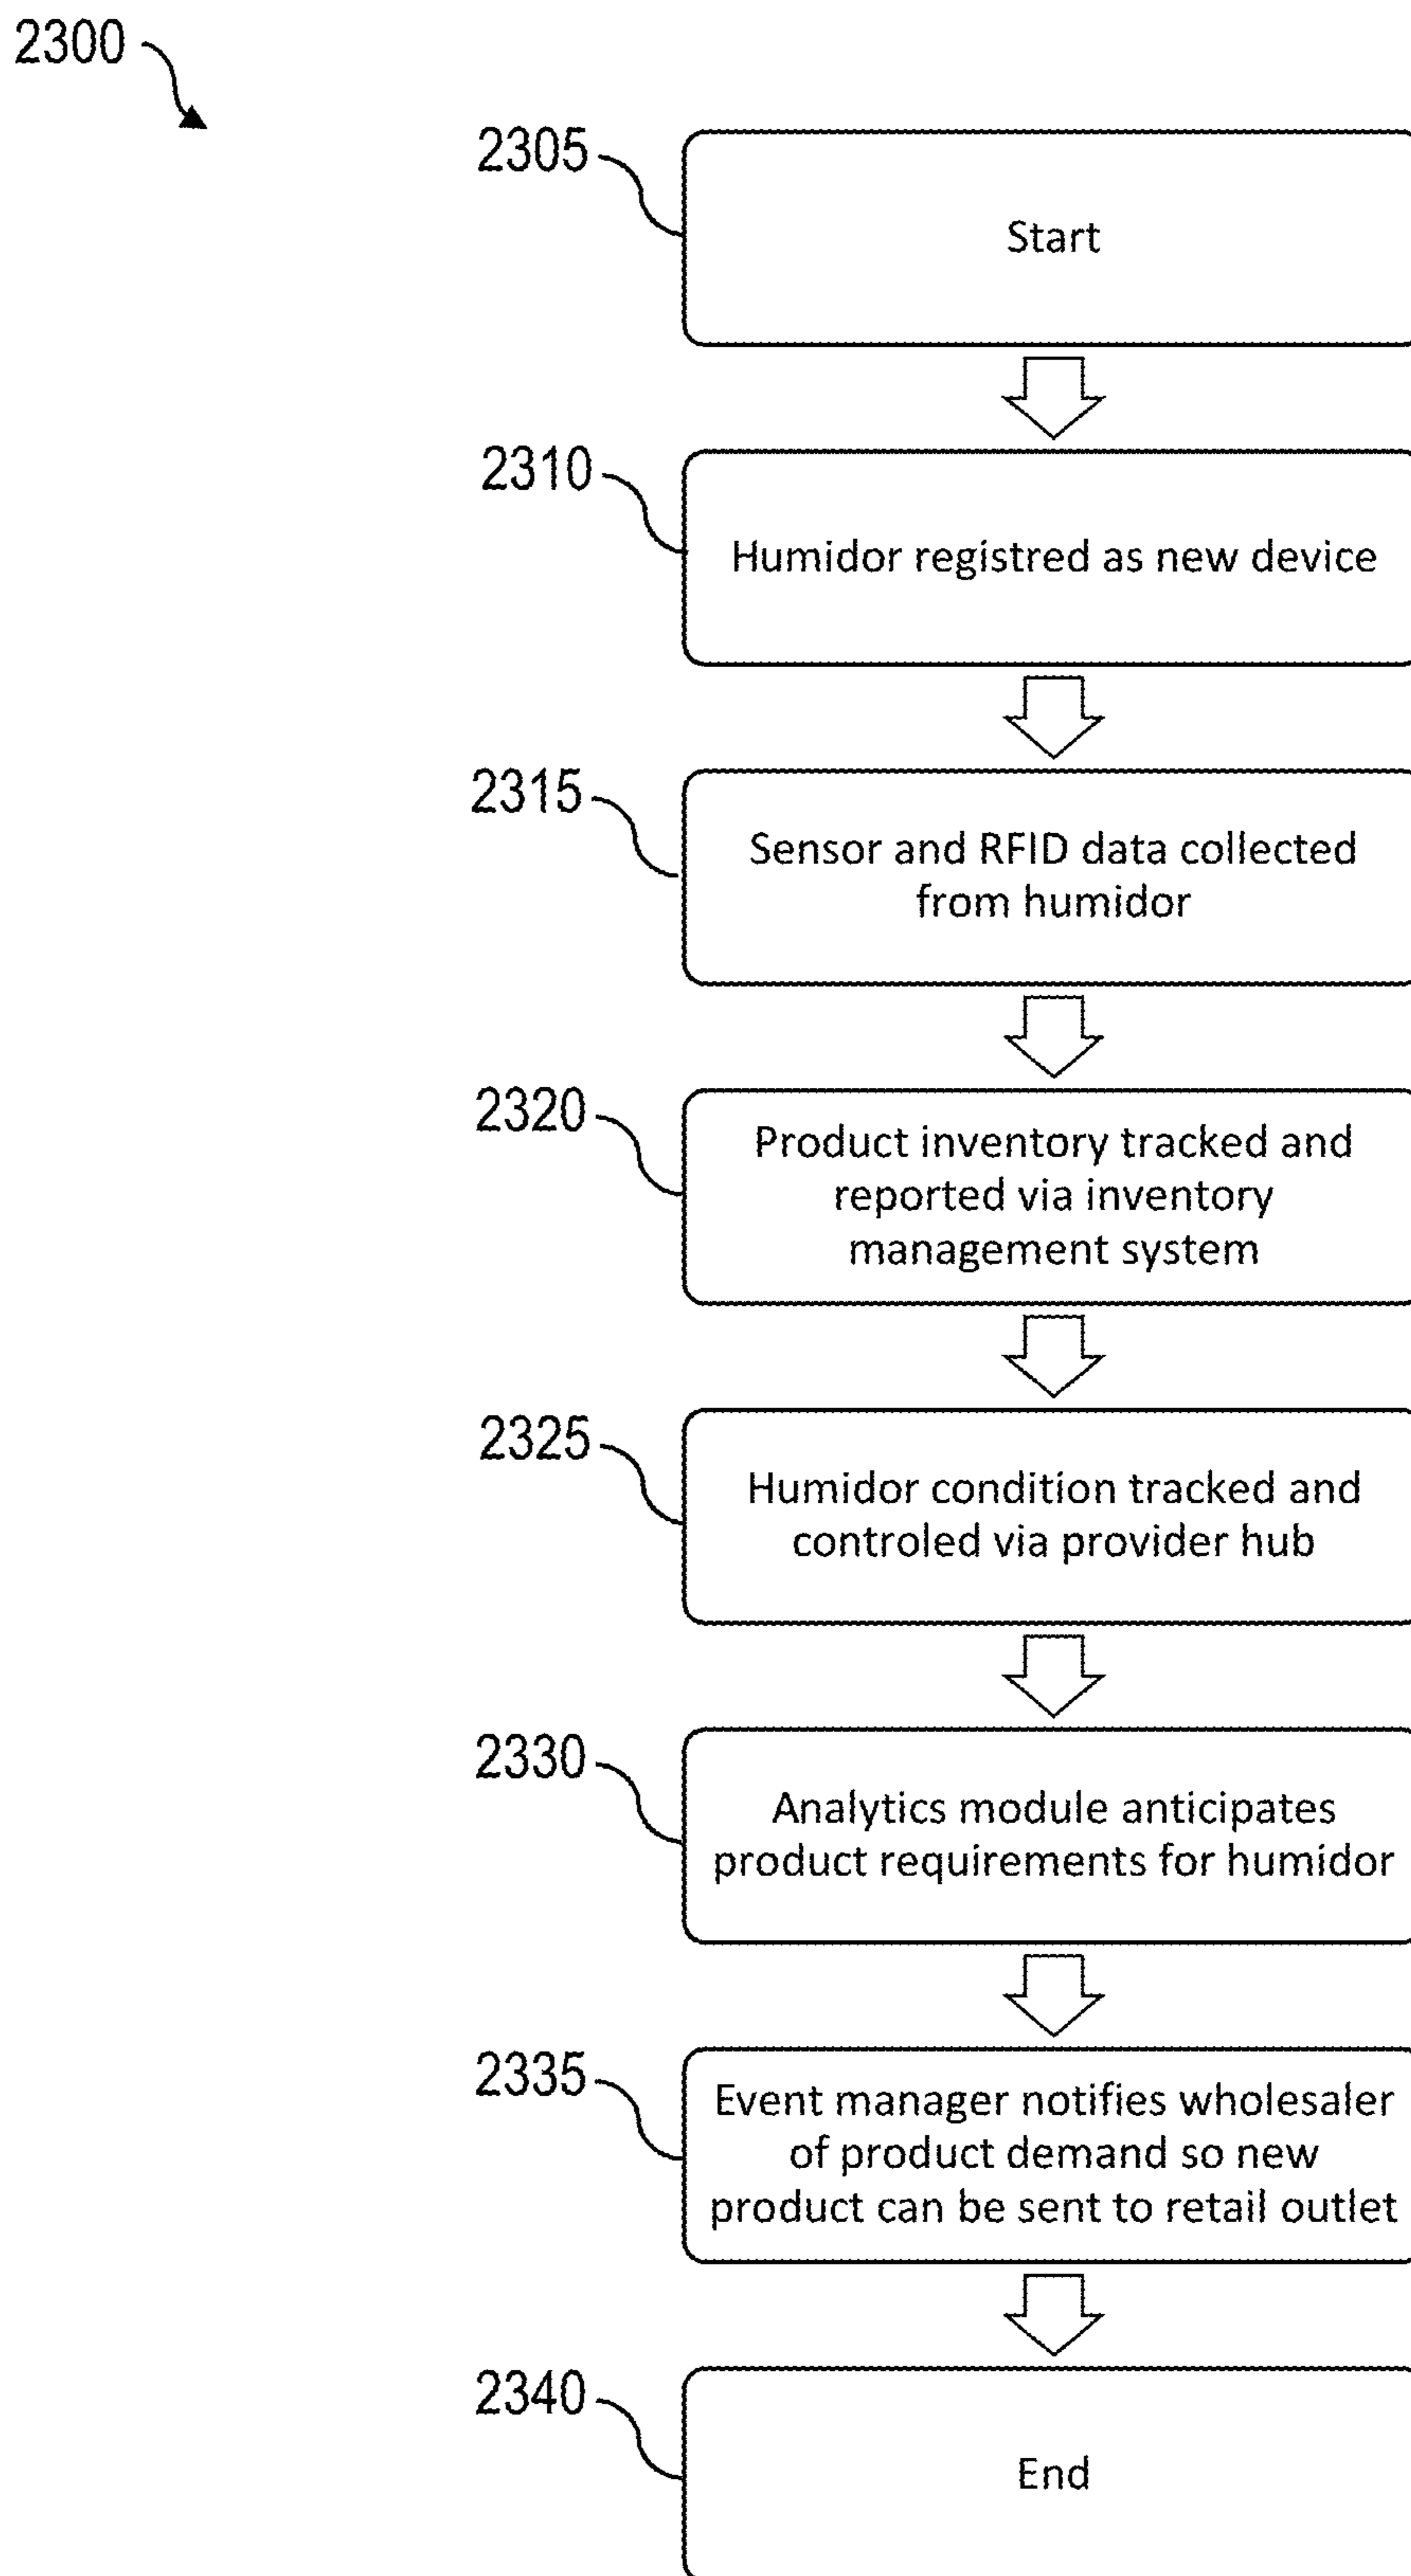 2300
2305
Start
2310
Humidor registred as new device
2315
Sensor and RFID data collected
from humidor
2320
Product inventory tracked and
reported via inventory
management system
2325
Humidor condition tracked and
controled via provider hub
2330
Analytics module anticipates
product requirements for humidor
2335
Event manager notifies wholesaler
of product demand so new
product can be sent to retail outlet
2340
End